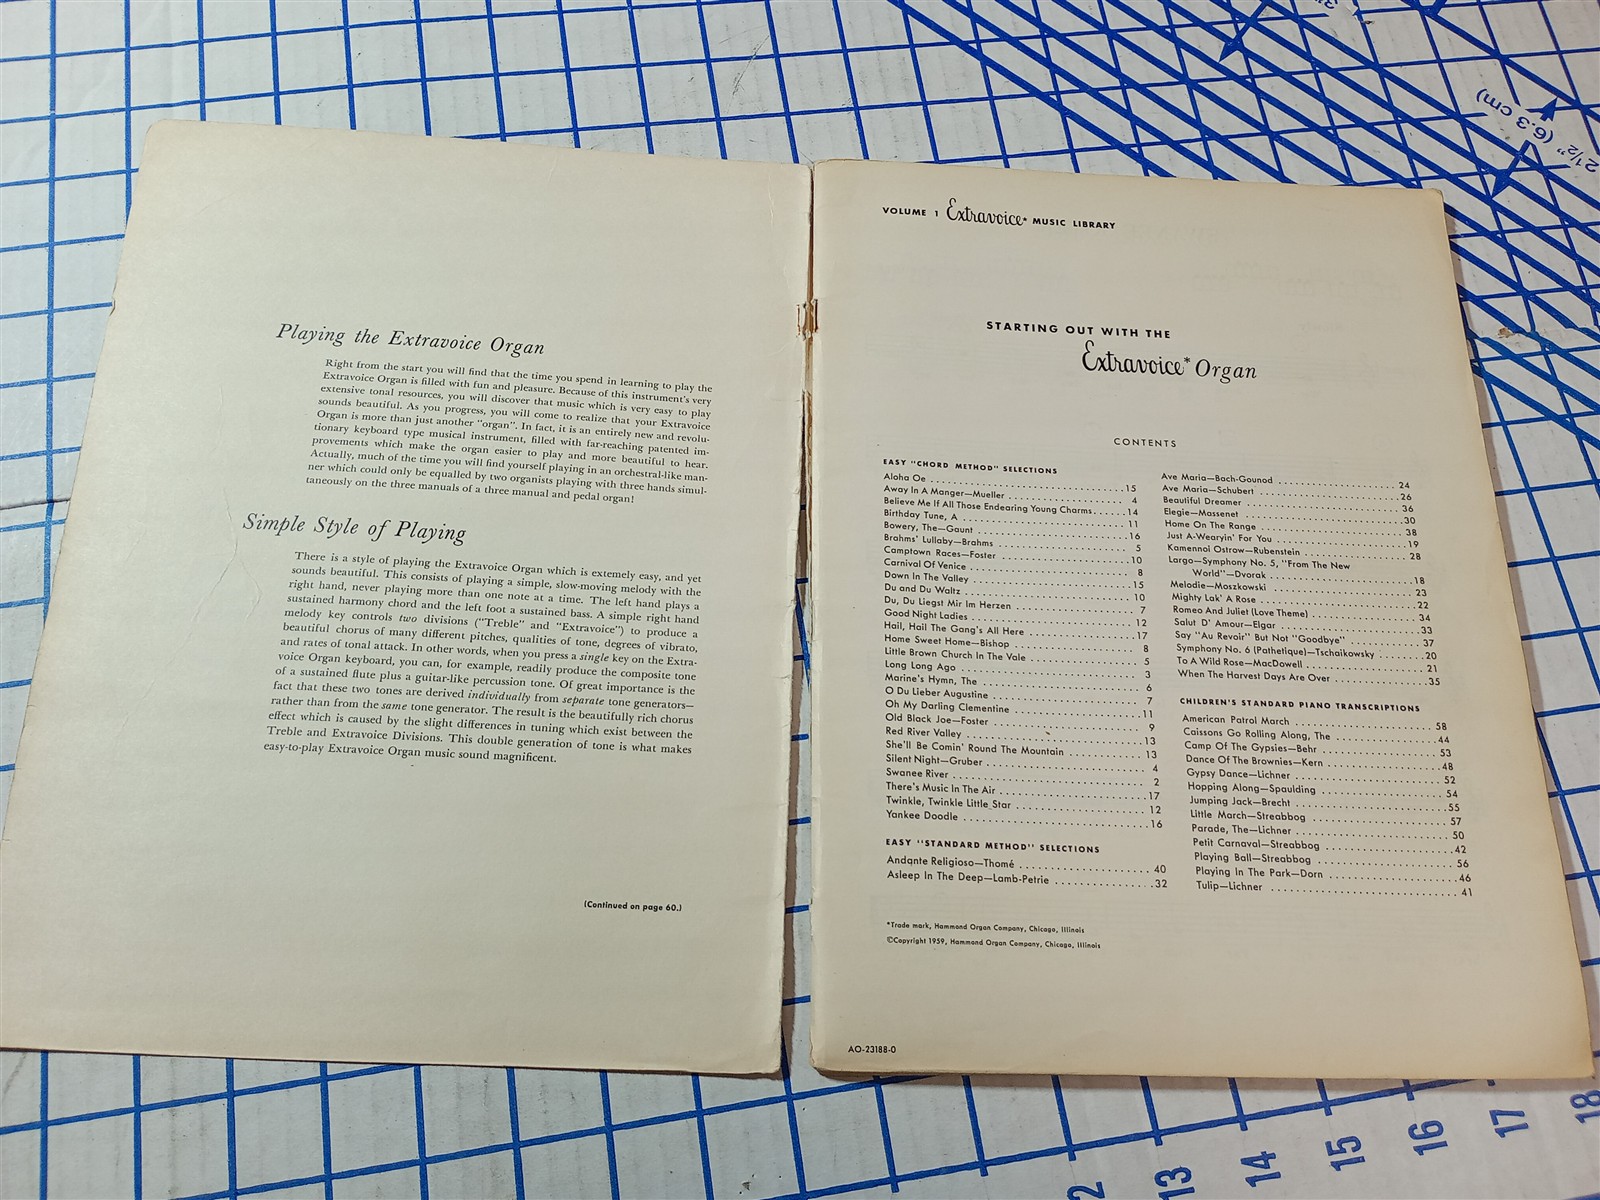 Playing the Extravoice Organ
Right from the start you will find that the time you spend in learning to play the
Extravoice Organ is filled with fun and pleasure. Because of this instrument's very
extensive tonal resources, you will discover that music which is very easy to play
sounds beautiful. As you progress, you will come to realize that your Extravoice
Organ is more than just another "organ". In fact, it is an entirely new and revolu-
tionary keyboard type musical instrument, filled with far-reaching patented im-
provements which make the organ easier to play and more beautiful to hear.
Actually, much of the time you will find yourself playing in an orchestral-like man-
ner which could only be equalled by two organists playing with three hands simul-
taneously on the three manuals of a three manual and pedal organ!
Simple Style of Playing
There is a style of playing the Extravoice Organ which is extemely easy, and yet
sounds beautiful. This consists of playing a simple, slow-moving melody with the
right hand, never playing more than one note at a time. The left hand plays a
sustained harmony chord and the left foot a sustained bass. A simple right hand
melody key controls two divisions ("Treble" and "Extravoice") to produce a
beautiful chorus of many different pitches, qualities of tone, degrees of vibrato,
and rates of tonal attack. In other words, when you press a single key on the Extra-
voice Organ keyboard, you can, for example, readily produce the composite tone
of a sustained flute plus a guitar-like percussion tone. Of great importance is the
fact that these two tones are derived individually from separate tone generators—
rather than from the same tone generator. The result is the beautifully rich chorus
effect which is caused by the slight differences in tuning which exist between the
Treble and Extravoice Divisions. This double generation of tone is what makes
easy-to-play Extravoice Organ music sound magnificent.
(Continued on page 60.)
VOLUME 1 Extravoice* MUSIC LIBRARY
STARTING OUT WITH THE
Extravoice* Organ
CONTENTS
EASY "CHORD METHOD" SELECTIONS
Aloha Oe 15
Away In A Manger—Mueller 4
Believe Me If All Those Endearing Young Charms 14
Birthday Tune, A 11
Bowery, The—Gaunt 16
Brahms' Lullaby—Brahms 5
Camptown Races—Foster 10
Carnival Of Venice 8
Down In The Valley 15
Du and Du Waltz 10
Du, Du Liegst Mir Im Herzen 7
Good Night Ladies 12
Hail, Hail The Gang's All Here 17
Home Sweet Home—Bishop 8
Little Brown Church In The Vale 5
Long Long Ago 3
Marine's Hymn, The 6
O Du Lieber Augustine 7
Oh My Darling Clementine 11
Old Black Joe—Foster 9
Red River Valley 13
She'll Be Comin' Round The Mountain 13
Silent Night—Gruber 4
Swanee River 2
There's Music In The Air 17
Twinkle, Twinkle Little Star 12
Yankee Doodle 16
EASY "STANDARD METHOD" SELECTIONS
Andante Religioso—Thomé 40
Asleep In The Deep—Lamb-Petrie 32
Ave Maria—Bach-Gounod 24
Ave Maria—Schubert 26
Beautiful Dreamer 36
Elegie—Massenet 30
Home On The Range 38
Just A-Wearyin' For You 19
Kamennoi Ostrow—Rubenstein 28
Largo—Symphony No. 5, "From The New
World"—Dvorak 18
Melodie—Moszkowski 23
Mighty Lak' A Rose 22
Romeo And Juliet (Love Theme) 34
Salut D' Amour—Elgar 33
Say "Au Revoir" But Not "Goodbye" 37
Symphony No. 6 (Pathetique)—Tschaikowsky 20
To A Wild Rose—MacDowell 21
When The Harvest Days Are Over 35
CHILDREN'S STANDARD PIANO TRANSCRIPTIONS
American Patrol March 58
Caissons Go Rolling Along, The 44
Camp Of The Gypsies—Behr 53
Dance Of The Brownies—Kern 48
Gypsy Dance—Lichner 52
Hopping Along—Spaulding 54
Jumping Jack—Brecht 55
Little March—Streabbog 57
Parade, The—Lichner 50
Petit Carnaval—Streabbog 42
Playing Ball—Streabbog 56
Playing In The Park—Dorn 46
Tulip—Lichner 41
*Trade mark, Hammond Organ Company, Chicago, Illinois
©Copyright 1959, Hammond Organ Company, Chicago, Illinois
AO-23188-0
2½" (6.3 cm)
13 14 15 16 17 18